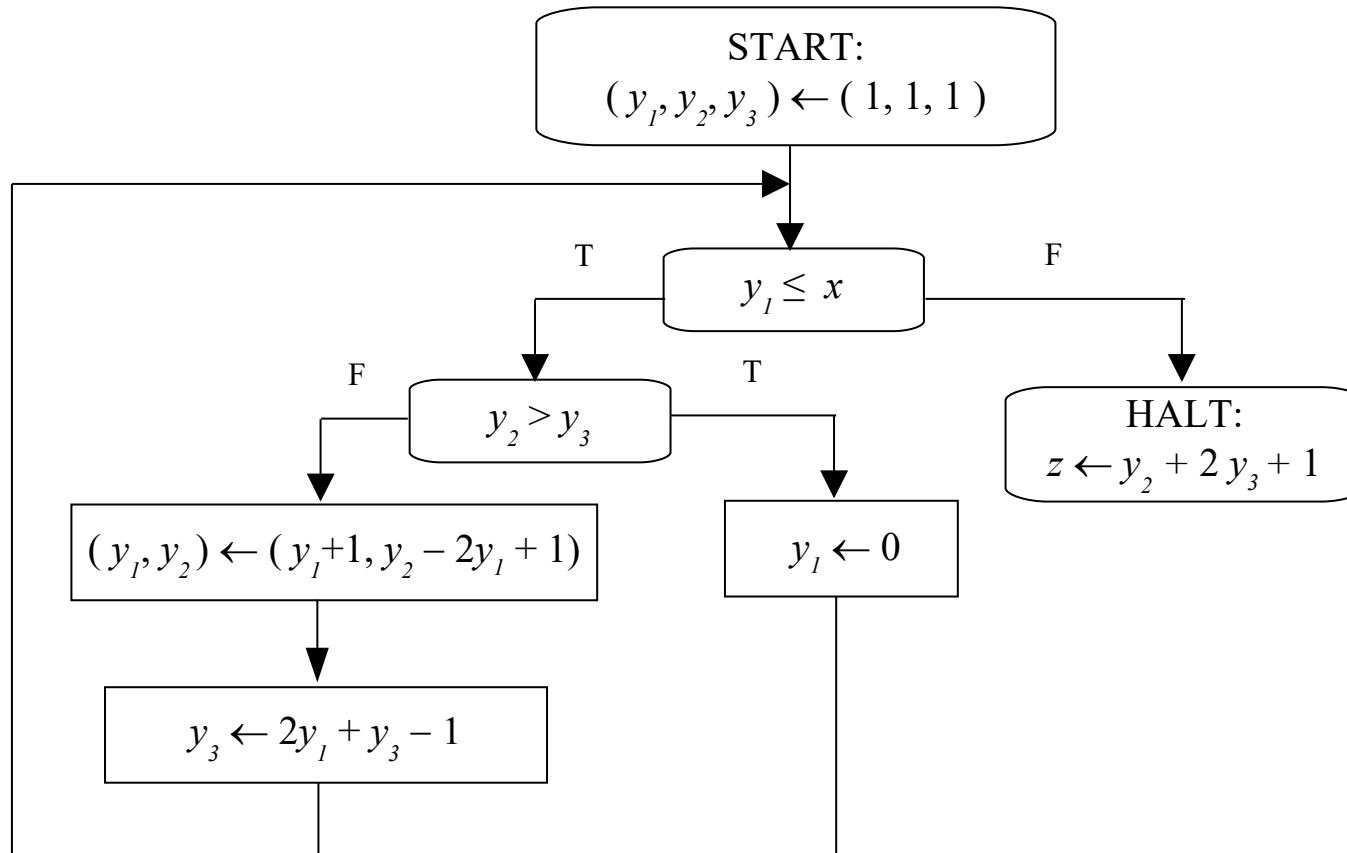 START:
( y₁, y₂, y₃ ) ← ( 1, 1, 1 )
T
F
y₁ ≤ x
F
T
y₂ > y₃
HALT:
z ← y₂ + 2 y₃ + 1
( y₁, y₂ ) ← ( y₁+1, y₂ − 2y₁ + 1)
y₁ ← 0
y₃ ← 2y₁ + y₃ − 1